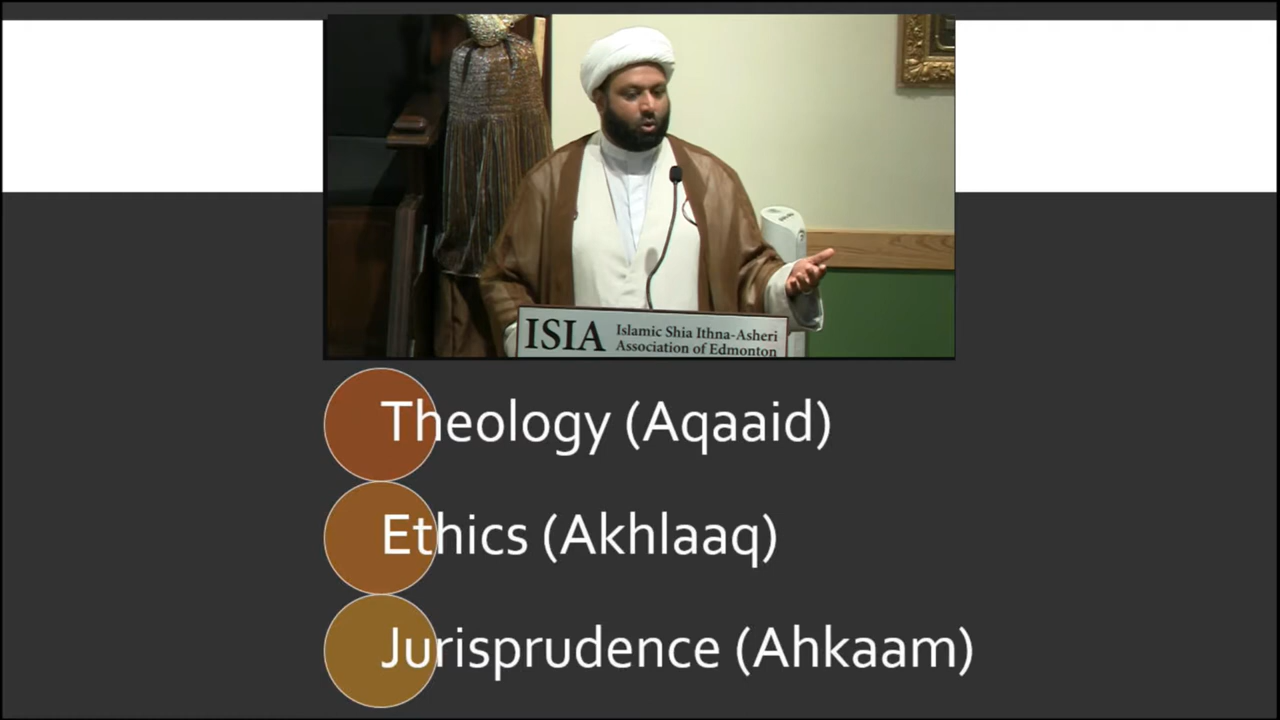 ISIA
Islamic Shia Ithna-Asheri
Association of Edmonton
Theology (Aqaaid)
Ethics (Akhlaaq)
Jurisprudence (Ahkaam)